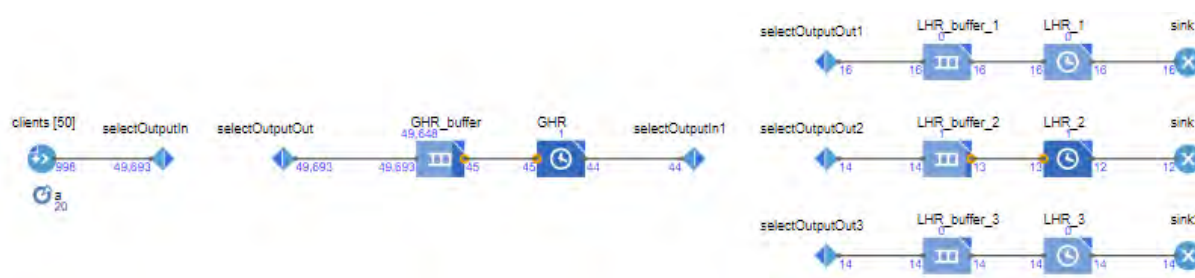 selectOutputOut1 LHR_buffer_1 LHR_1 sink
0 0
16 16 16 16 16 16
clients [50] selectOutputIn selectOutputOut GHR_buffer GHR selectOutputIn1 selectOutputOut2 LHR_buffer_2 LHR_2 sink
49,648 1 1 1
998 49,693 49,693 49,693 45 45 44 44 14 14 13 13 12 12
a
20
selectOutputOut3 LHR_buffer_3 LHR_3 sink
0 0
14 14 14 14 14 14